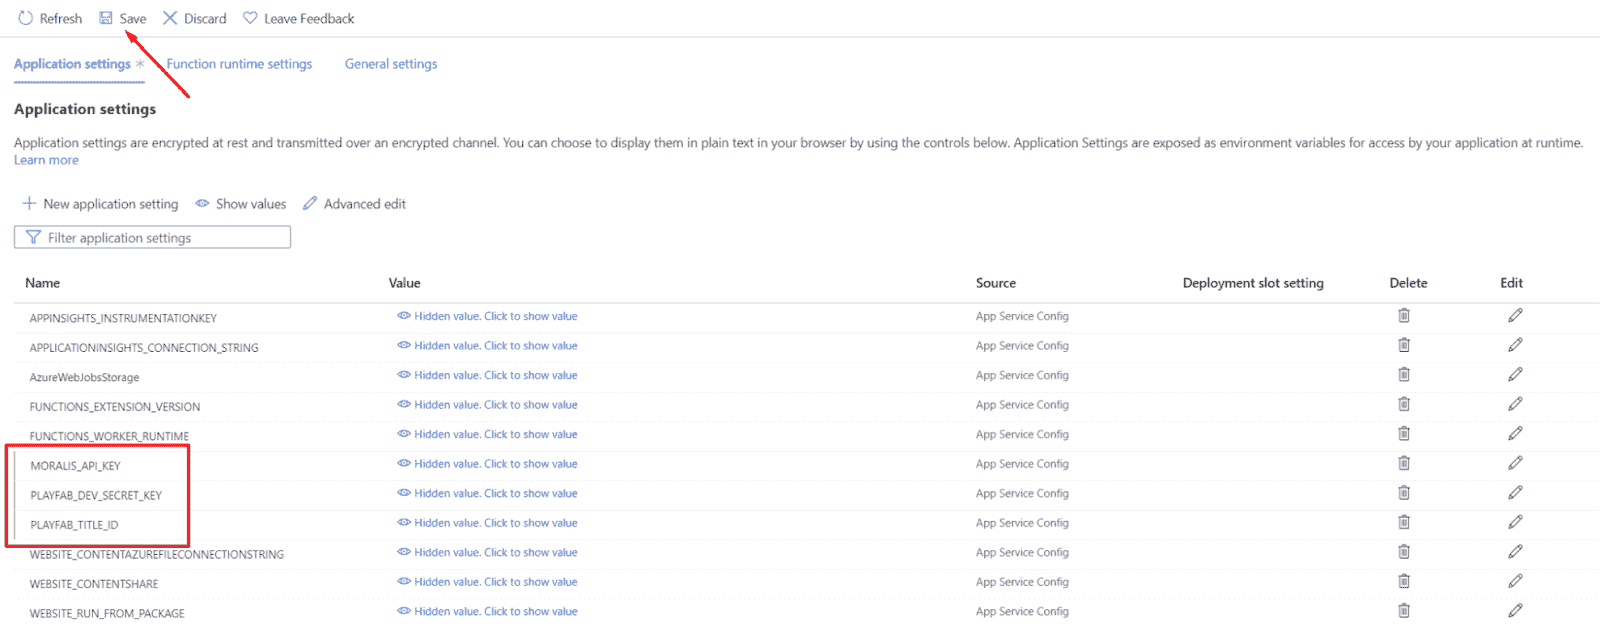 Refresh Save Discard Leave Feedback
Application settings * Function runtime settings General settings
Application settings
Application settings are encrypted at rest and transmitted over an encrypted channel. You can choose to display them in plain text in your browser by using the controls below. Application Settings are exposed as environment variables for access by your application at runtime.
Learn more
New application setting Show values Advanced edit
Filter application settings
Name Value Source Deployment slot setting Delete Edit
APPINSIGHTS_INSTRUMENTATIONKEY Hidden value. Click to show value App Service Config
APPLICATIONINSIGHTS_CONNECTION_STRING Hidden value. Click to show value App Service Config
AzureWebJobsStorage Hidden value. Click to show value App Service Config
FUNCTIONS_EXTENSION_VERSION Hidden value. Click to show value App Service Config
FUNCTIONS_WORKER_RUNTIME Hidden value. Click to show value App Service Config
MORALIS_API_KEY Hidden value. Click to show value App Service Config
PLAYFAB_DEV_SECRET_KEY Hidden value. Click to show value App Service Config
PLAYFAB_TITLE_ID Hidden value. Click to show value App Service Config
WEBSITE_CONTENTAZUREFILECONNECTIONSTRING Hidden value. Click to show value App Service Config
WEBSITE_CONTENTSHARE Hidden value. Click to show value App Service Config
WEBSITE_RUN_FROM_PACKAGE Hidden value. Click to show value App Service Config